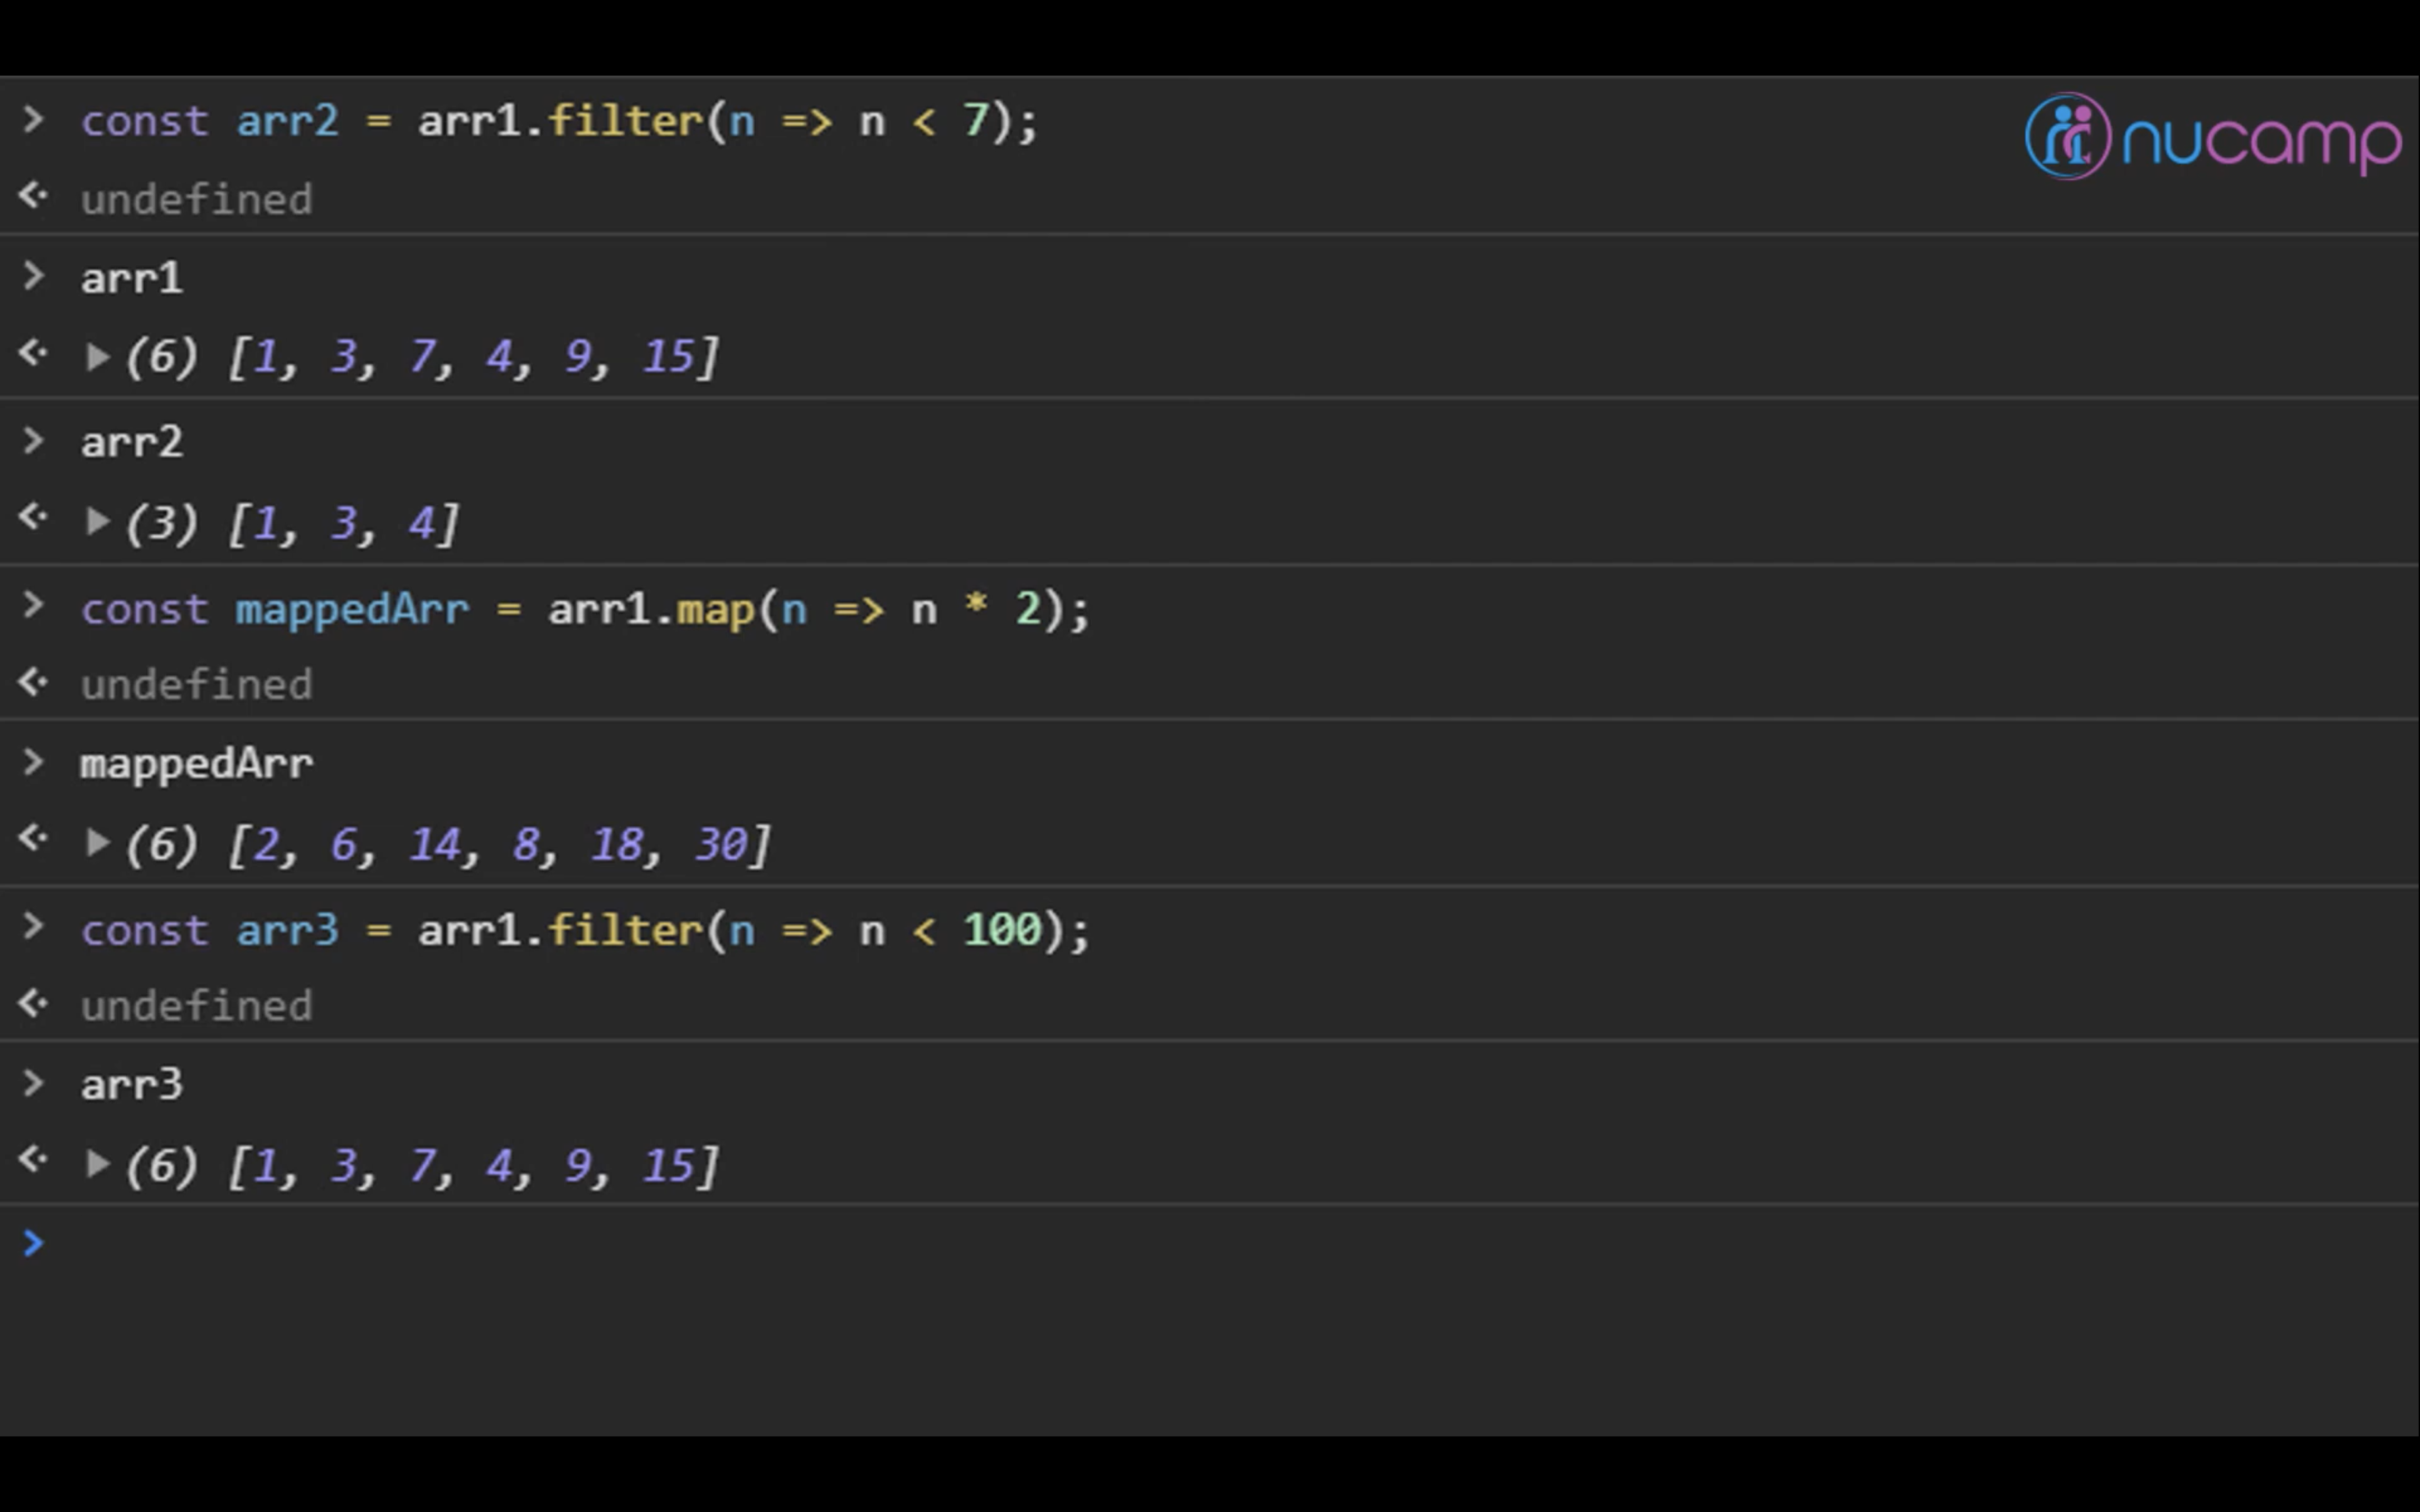 > const arr2 = arr1.filter(n => n < 7);
nucamp
undefined
> arr1
(6) [1, 3, 7, 4, 9, 15]
> arr2
(3) [1, 3, 4]
> const mappedArr = arr1.map(n => n * 2);
undefined
> mappedArr
(6) [2, 6, 14, 8, 18, 30]
> const arr3 = arr1.filter(n => n < 100);
undefined
> arr3
(6) [1, 3, 7, 4, 9, 15]
>